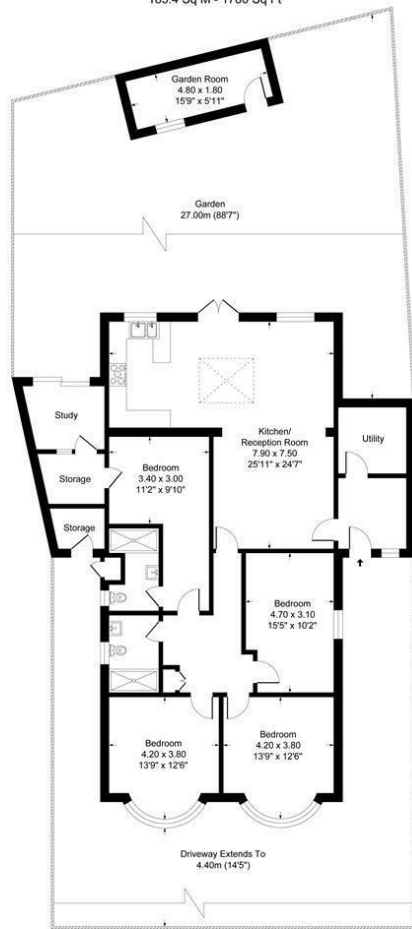 Garden Room
4.80 x 1.80
15'9" x 5'11"
Garden
27.00m (88'7")
Study
Storage
Storage
Bedroom
3.40 x 3.00
11'2" x 9'10"
Kitchen/
Reception Room
7.90 x 7.50
25'11" x 24'7"
Utility
Bedroom
4.70 x 3.10
15'5" x 10'2"
Bedroom
4.20 x 3.80
13'9" x 12'6"
Bedroom
4.20 x 3.80
13'9" x 12'6"
Driveway Extends To
4.40m (14'5")